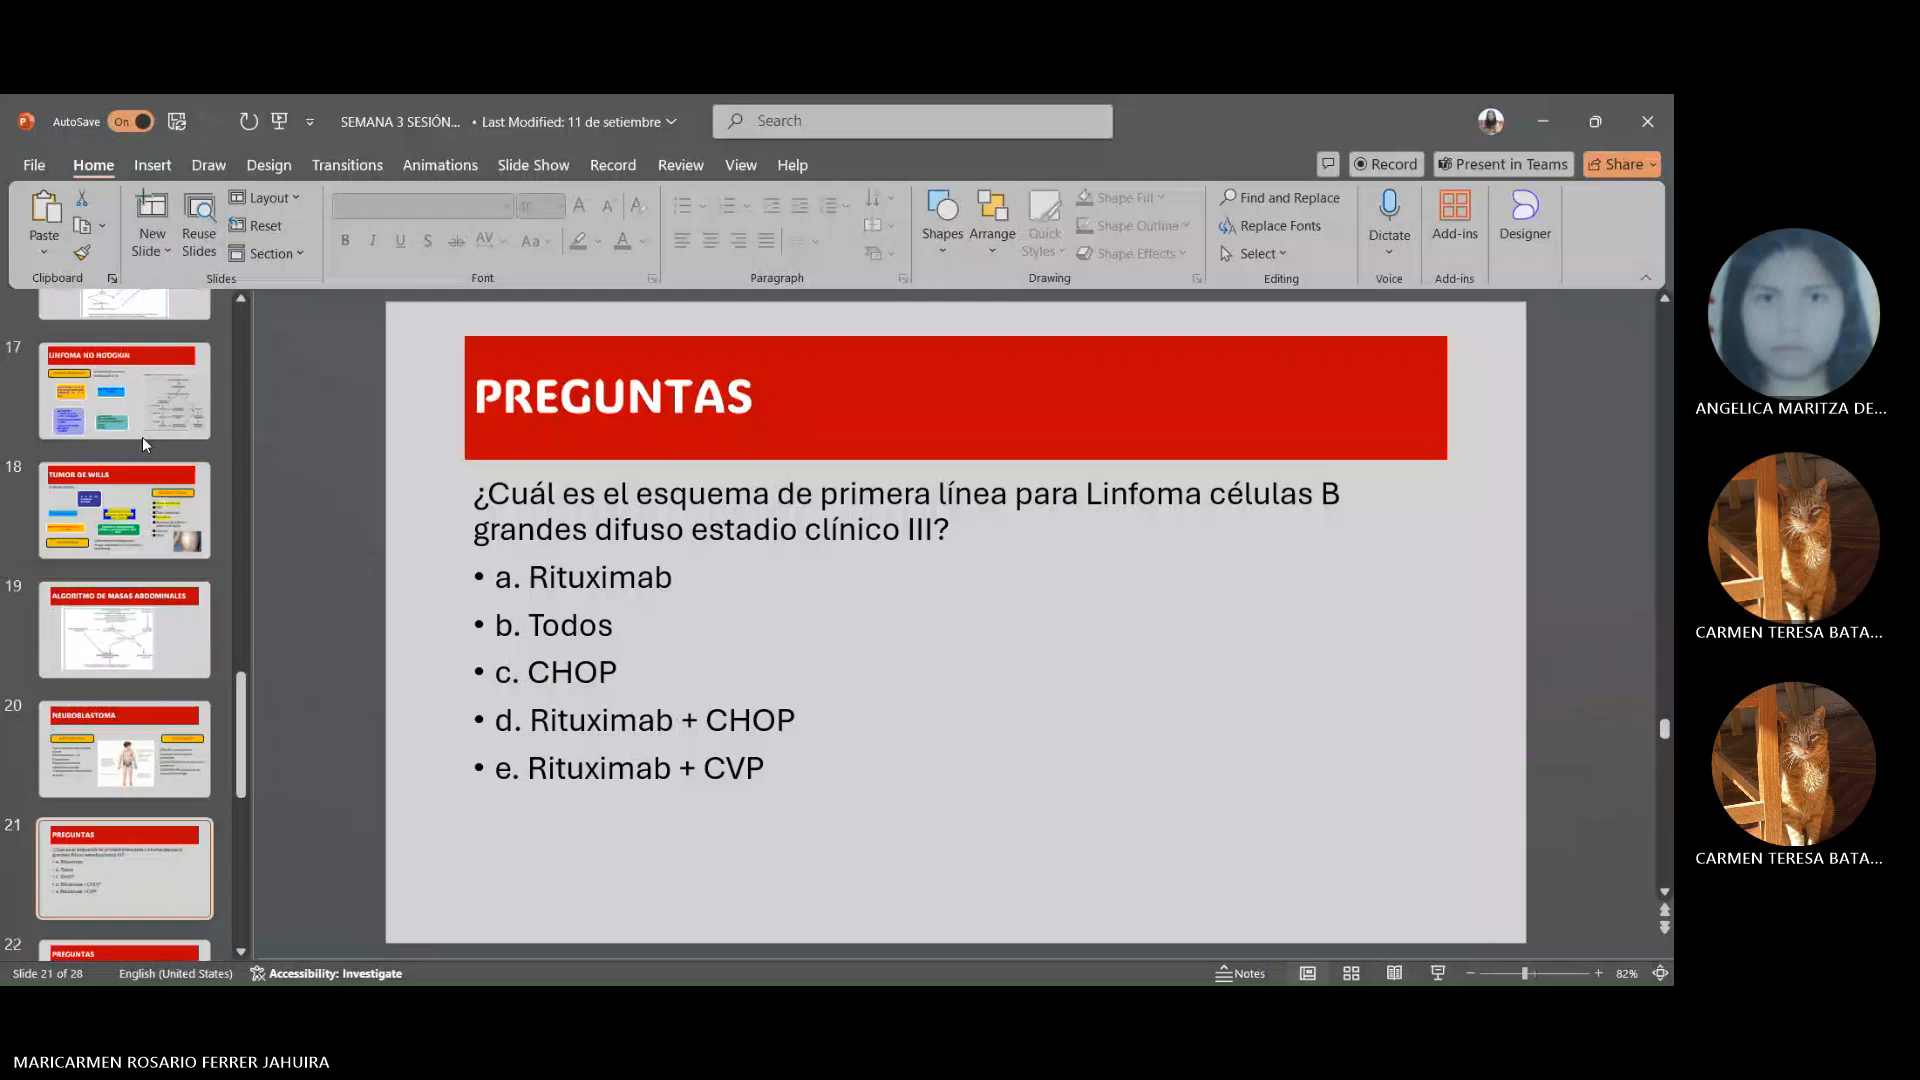 AutoSave On SEMANA 3 SESIÓN... • Last Modified: 11 de setiembre Search
File Home Insert Draw Design Transitions Animations Slide Show Record Review View Help Record Present in Teams Share
Paste
New Slide
Reuse Slides
Layout
Reset
Section
40
Shapes
Arrange
Quick Styles
Shape Fill
Shape Outline
Shape Effects
Find and Replace
Replace Fonts
Select
Dictate
Add-ins
Designer
Clipboard Slides Font Paragraph Drawing Editing Voice Add-ins
17
LINFOMA NO HODGKIN
18
TUMOR DE WILLS
19
ALGORITMO DE MASAS ABDOMINALES
20
NEUROBLASTOMA
21
PREGUNTAS
22
PREGUNTAS
PREGUNTAS
¿Cuál es el esquema de primera línea para Linfoma células B
grandes difuso estadio clínico III?
• a. Rituximab
• b. Todos
• c. CHOP
• d. Rituximab + CHOP
• e. Rituximab + CVP
Slide 21 of 28 English (United States) Accessibility: Investigate Notes 82%
ANGELICA MARITZA DE...
CARMEN TERESA BATA...
CARMEN TERESA BATA...
MARICARMEN ROSARIO FERRER JAHUIRA